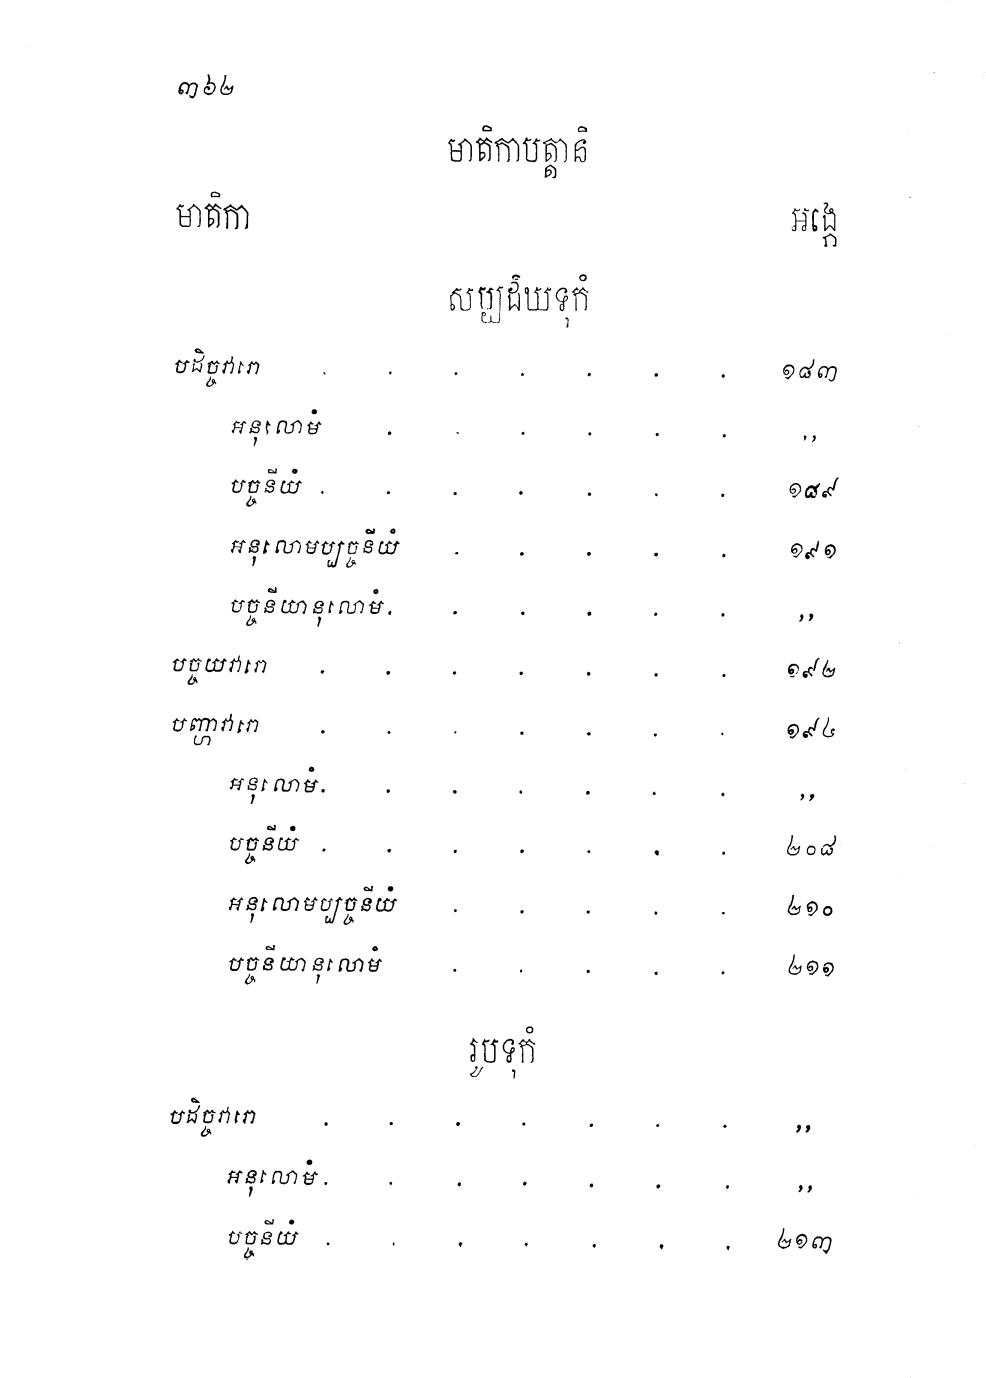 ៣៦២
មាតិកាបត្តានិ
មាតិកា អង្កេ
សប្បដិឃទុកំ
បដិច្ចវារោ . . . . . . . ១៨៣
អនុលោមំ . . . . . . ,,
បច្ចនីយំ . . . . . . . ១៨៩
អនុលោមប្បច្ចនីយំ . . . . . ១៩១
បច្ចនីយានុលោមំ . . . . . . ,,
បច្ចយវារោ . . . . . . . ១៩២
បញ្ហាវារោ . . . . . . . ១៩៤
អនុលោមំ . . . . . . . ,,
បច្ចនីយំ . . . . . . . ២០៨
អនុលោមប្បច្ចនីយំ . . . . . ២១០
បច្ចនីយានុលោមំ . . . . . ២១១
រូបទុកំ
បដិច្ចវារោ . . . . . . . ,,
អនុលោមំ . . . . . . . ,,
បច្ចនីយំ . . . . . . . ២១៣